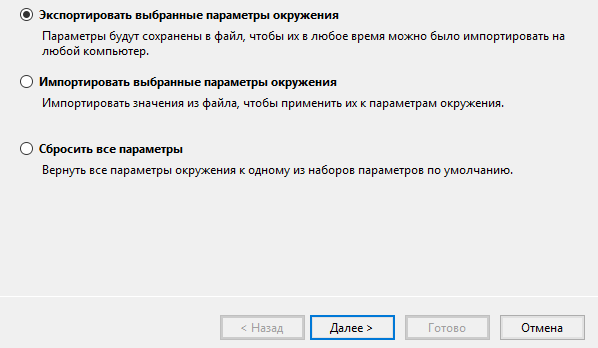 Экспортировать выбранные параметры окружения
Параметры будут сохранены в файл, чтобы их в любое время можно было импортировать на
любой компьютер.
Импортировать выбранные параметры окружения
Импортировать значения из файла, чтобы применить их к параметрам окружения.
Сбросить все параметры
Вернуть все параметры окружения к одному из наборов параметров по умолчанию.
< Назад
Далее >
Готово
Отмена